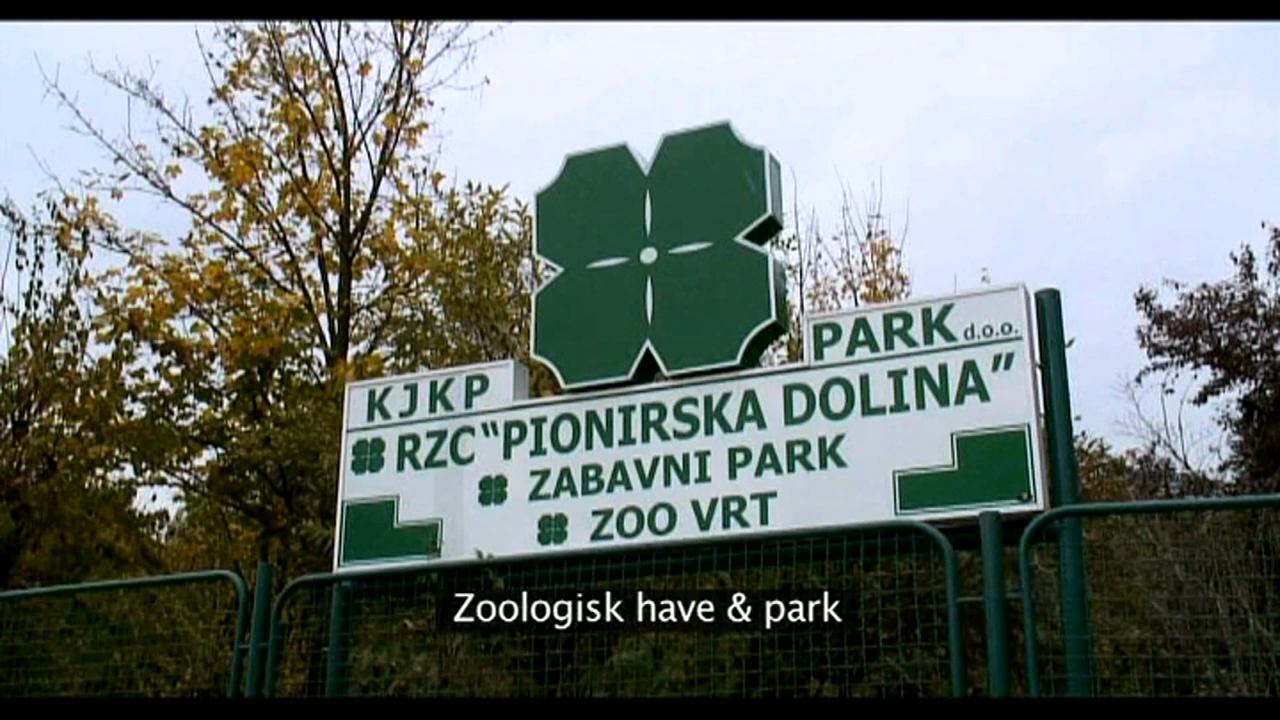 KJKP
PARK d.o.o.
RZC “PIONIRSKA DOLINA”
ZABAVNI PARK
ZOO VRT
Zoologisk have & park